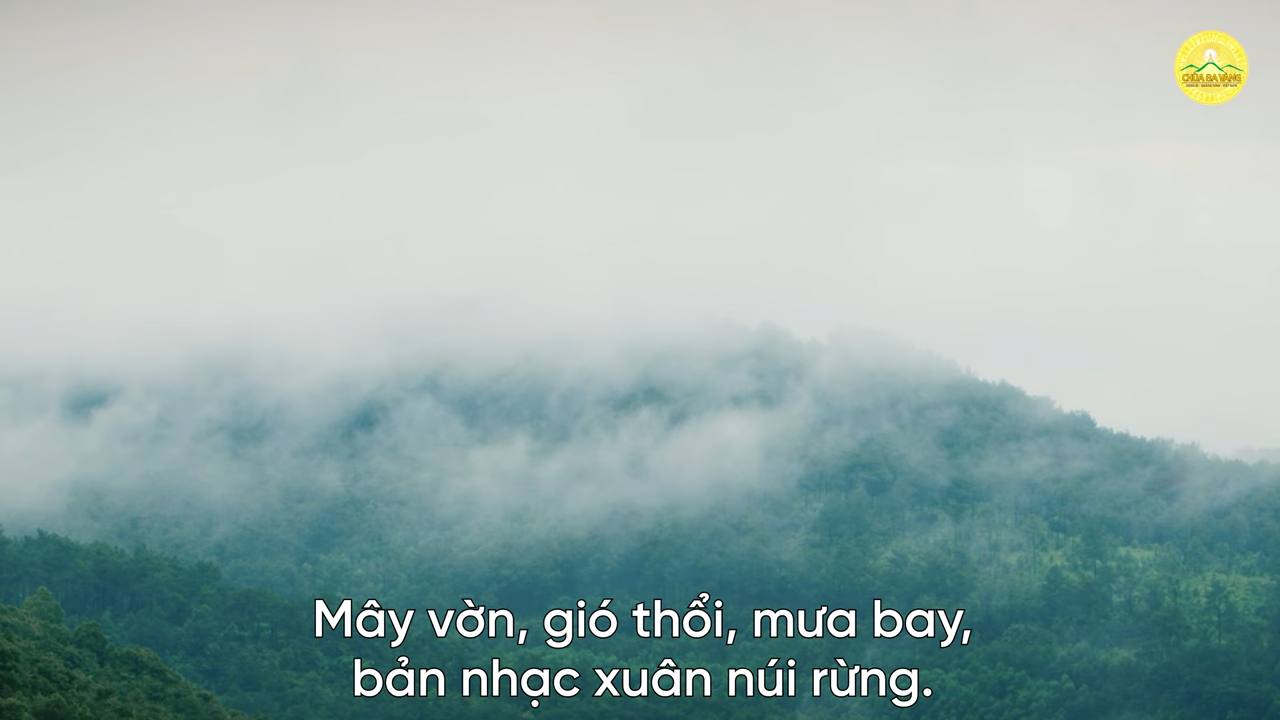 CHÙA BA VÀNG
Mây vờn, gió thổi, mưa bay,
bản nhạc xuân núi rừng.